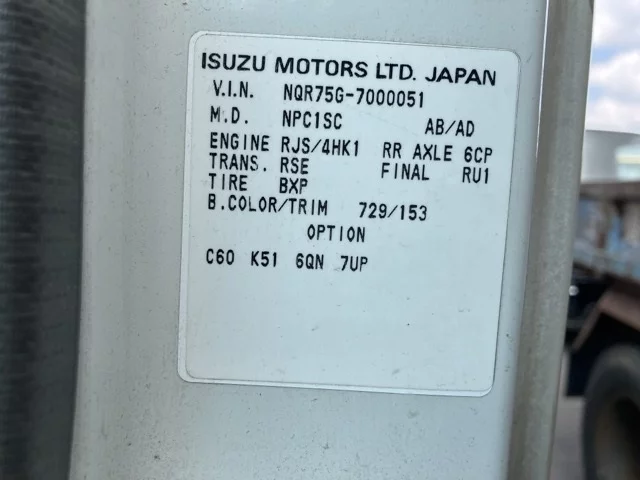 ISUZU MOTORS LTD. JAPAN
V.I.N. NQR75G-7000051
M.D. NPC1SC AB/AD
ENGINE RJS/4HK1 RR AXLE 6CP
TRANS. RSE FINAL RU1
TIRE BXP
B.COLOR/TRIM 729/153
OPTION
C60 K51 6QN 7UP